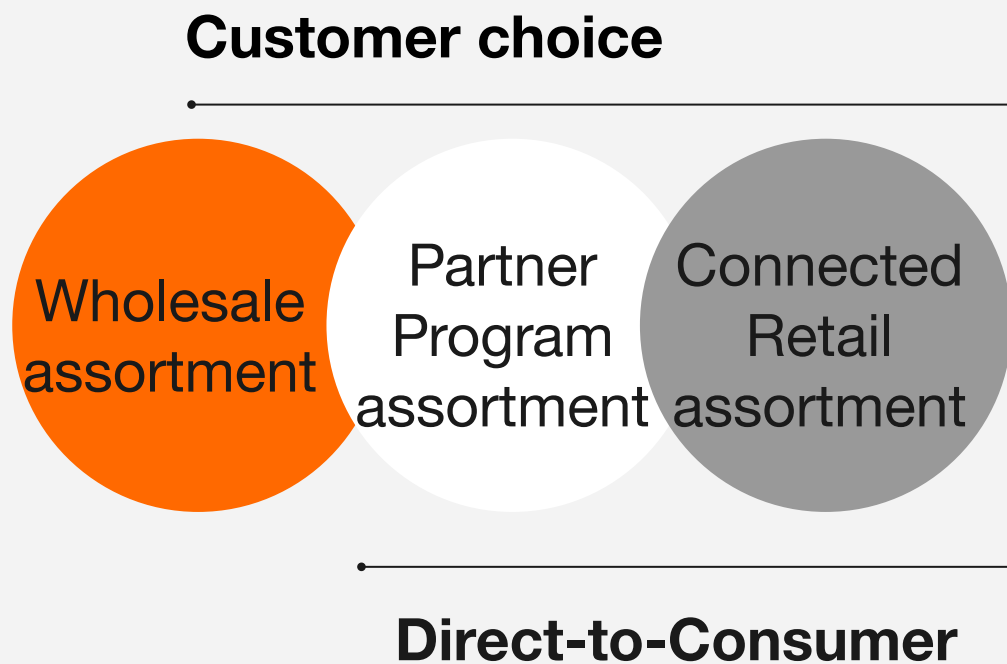 Customer choice
Wholesale
assortment
Partner
Program
assortment
Connected
Retail
assortment
Direct-to-Consumer